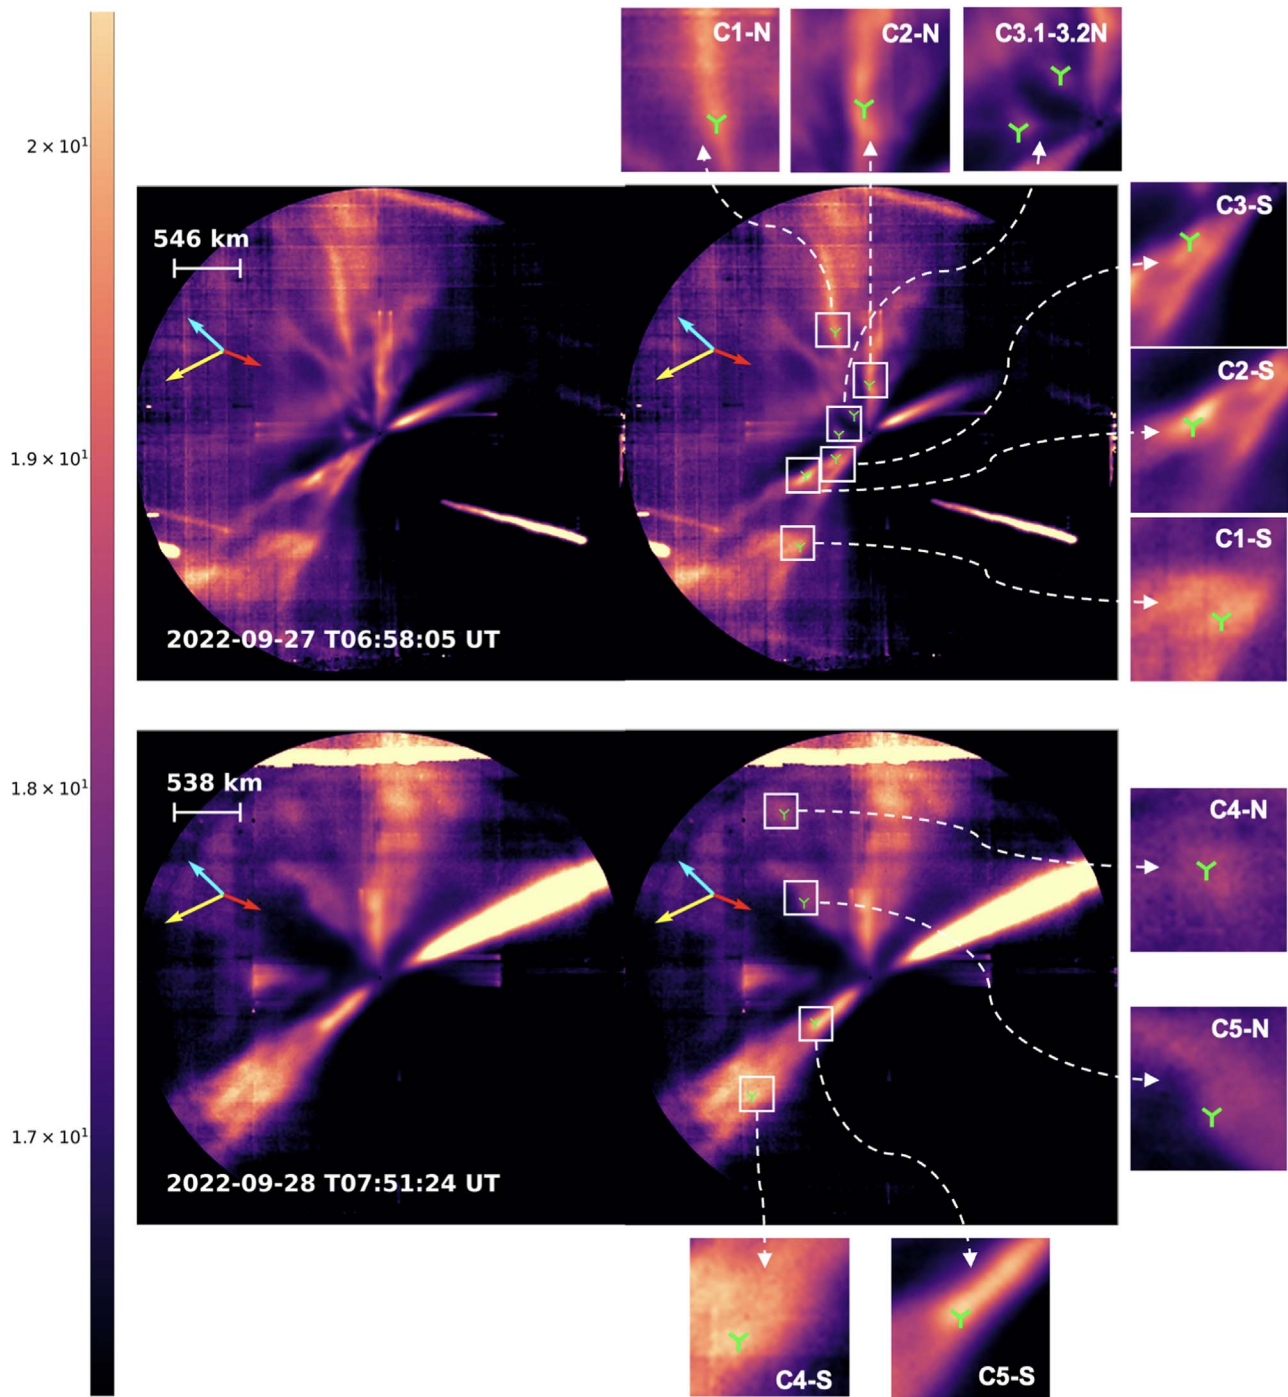 C1-N
C2-N
C3.1-3.2N
2 × 10¹
546 km
C3-S
C2-S
1.9 × 10¹
C1-S
2022-09-27 T06:58:05 UT
538 km
1.8 × 10¹
C4-N
C5-N
1.7 × 10¹
2022-09-28 T07:51:24 UT
C4-S
C5-S